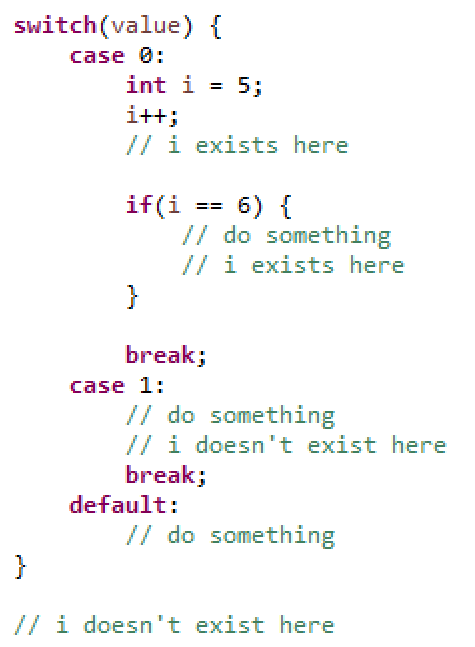 switch(value) {
    case 0:
        int i = 5;
        i++;
        // i exists here

        if(i == 6) {
            // do something
            // i exists here
        }

        break;
    case 1:
        // do something
        // i doesn't exist here
        break;
    default:
        // do something
}

// i doesn't exist here